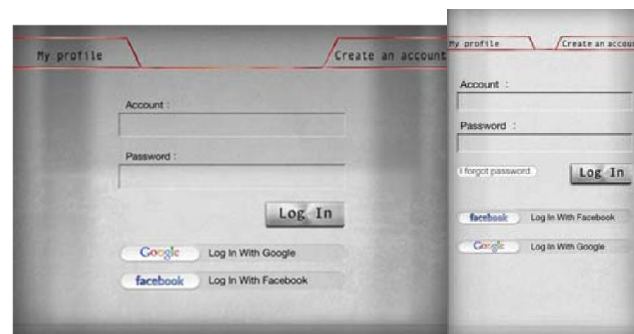 My profile
Create an account
Account :
Password :
Log In
Google Log In With Google
facebook Log In With Facebook
My profile
Create an accou
Account :
Password :
I forgot password
Log In
facebook Log In With Facebook
Google Log In With Google